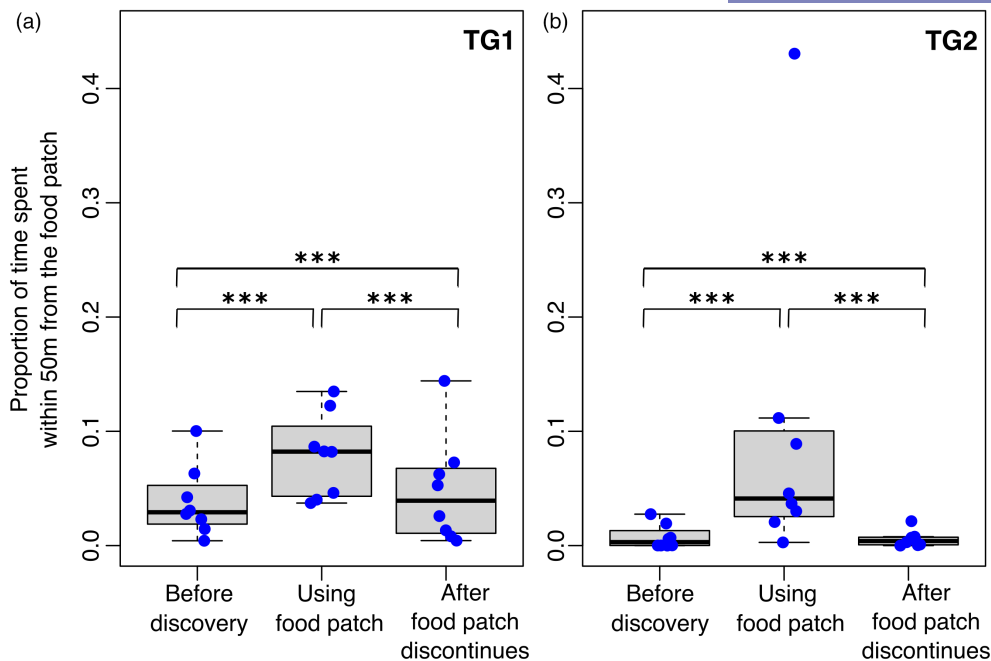 (a)
TG1
(b)
TG2
Proportion of time spent
within 50m from the food patch
0.4
0.3
0.2
0.1
0.0
***
***
***
Before
discovery
Using
food patch
After
food patch
discontinues
0.4
0.3
0.2
0.1
0.0
***
***
***
Before
discovery
Using
food patch
After
food patch
discontinues